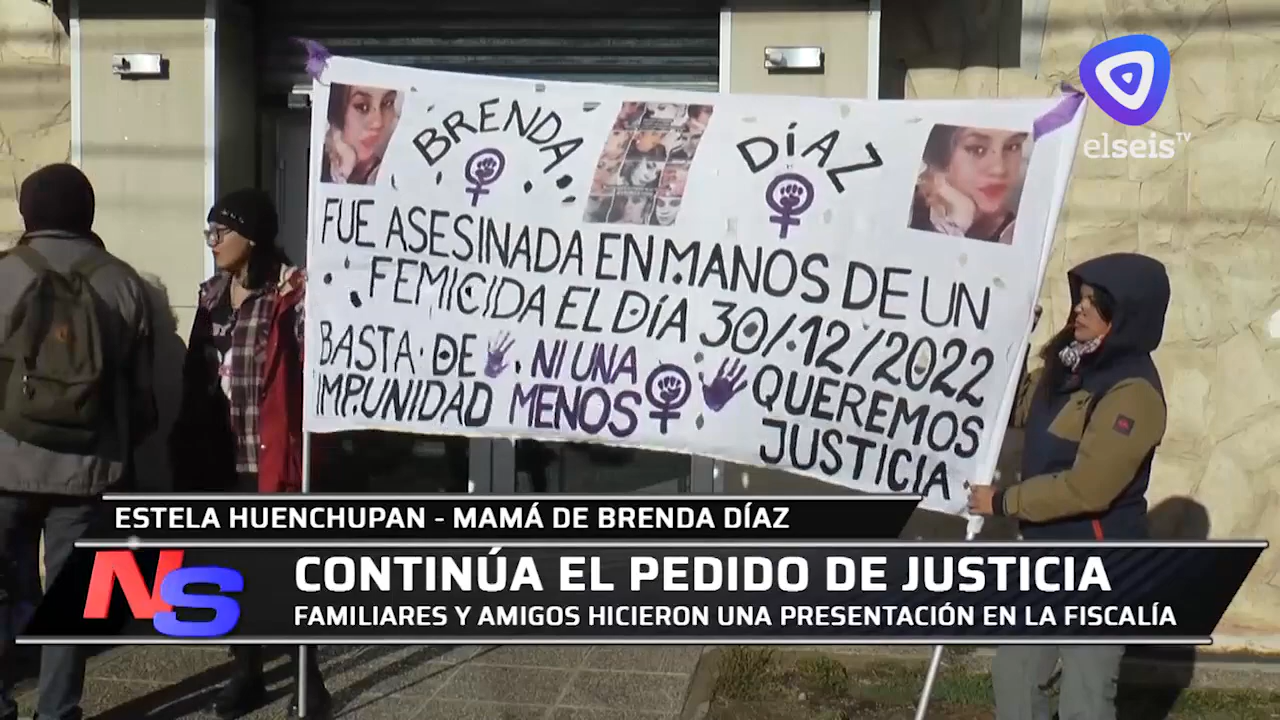 elseis TV
BRENDA DÍAZ
FUE ASESINADA EN MANOS DE UN
FEMICIDA EL DÍA 30/12/2022
BASTA DE NI UNA QUEREMOS
IMPUNIDAD MENOS JUSTICIA
ESTELA HUENCHUPAN - MAMÁ DE BRENDA DÍAZ
NS
CONTINÚA EL PEDIDO DE JUSTICIA
FAMILIARES Y AMIGOS HICIERON UNA PRESENTACIÓN EN LA FISCALÍA